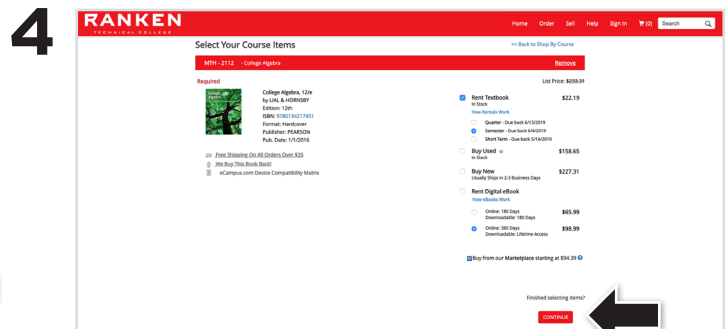 4
RANKEN
TECHNICAL COLLEGE
Home Order Sell Help Sign In (0) Search
Select Your Course Items
<< Back to Shop By Course
MTH - 2112 - College Algebra Remove
Required
List Price: $233.31
College Algebra, 12/e
by LIAL & HORNSBY
Edition: 12th
ISBN: 9780134217451
Format: Hardcover
Publisher: PEARSON
Pub. Date: 1/1/2016
Free Shipping On All Orders Over $35
We Buy This Book Back!
eCampus.com Device Compatibility Matrix
Rent Textbook $22.19
In Stock
How Rentals Work
Quarter - Due back 6/13/2019
Semester - Due back 6/4/2019
Short Term - Due back 5/14/2019
Buy Used $158.65
In Stock
Buy New $227.31
Usually Ships in 2-3 Business Days
Rent Digital eBook
How eBooks Work
Online: 180 Days $65.99
Downloadable: 180 Days
Online: 365 Days $98.99
Downloadable: Lifetime Access
Buy from our Marketplace starting at $94.39
Finished selecting items?
CONTINUE